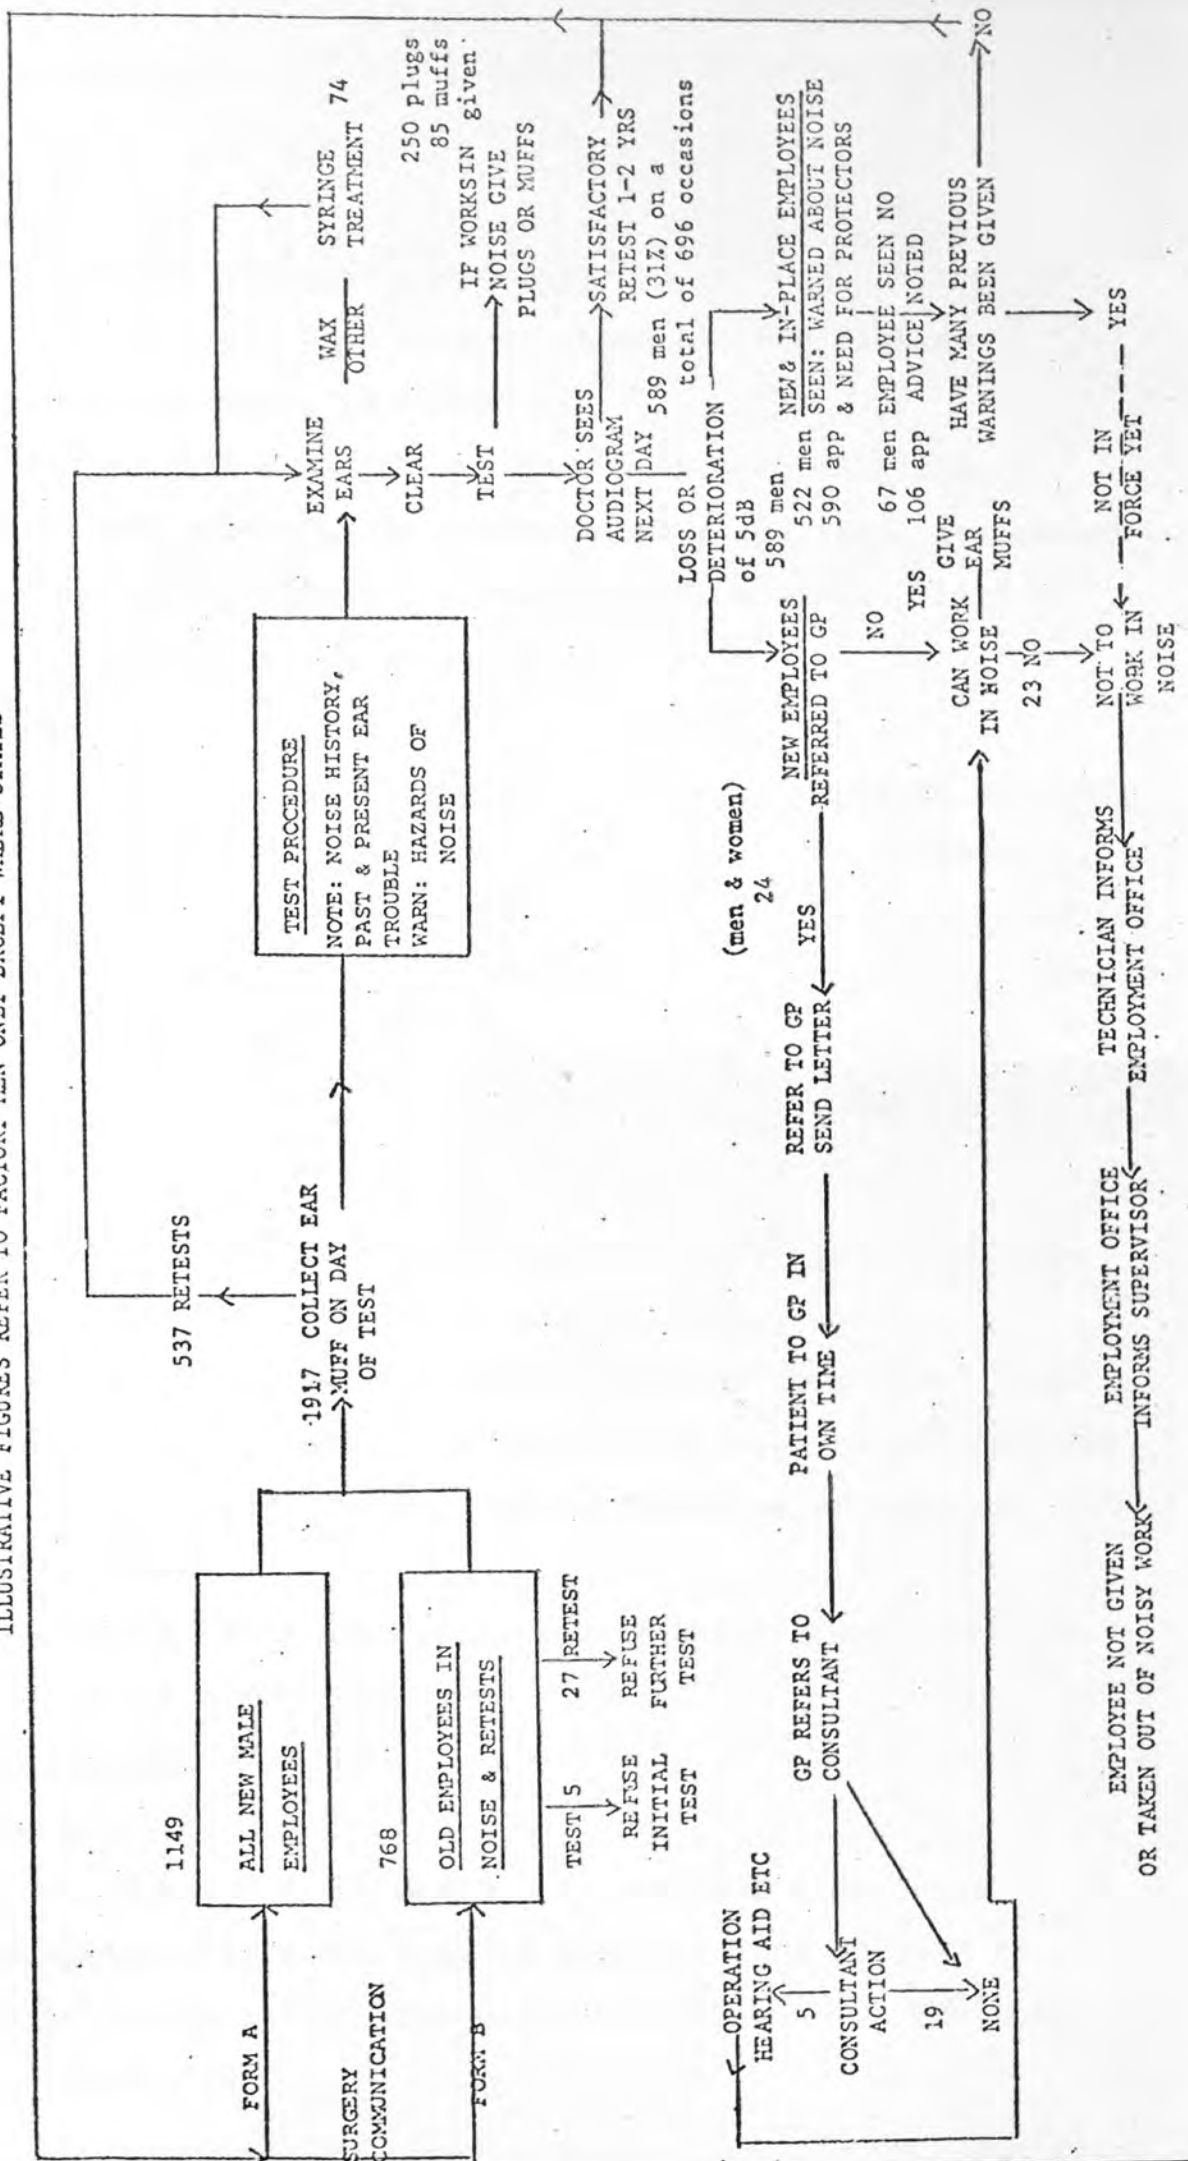 ILLUSTRATIVE FIGURES REFER TO FACTORY MEN ONLY EXCEPT WHERE STATED
FORM A
SURGERY
COMMUNICATION
FORM B
1149
ALL NEW MALE
EMPLOYEES
768
OLD EMPLOYEES IN
NOISE & RETESTS
TEST 5
27 RETEST
REFUSE
INITIAL
TEST
REFUSE
FURTHER
TEST
537 RETESTS
1917 COLLECT EAR
MUFF ON DAY
OF TEST
TEST PROCEDURE
NOTE: NOISE HISTORY,
PAST & PRESENT EAR
TROUBLE
WARN: HAZARDS OF
NOISE
EXAMINE
EARS
WAX
OTHER
SYRINGE
TREATMENT
74
CLEAR
TEST
250 plugs
85 muffs
IF WORKSIN given
NOISE GIVE
PLUGS OR MUFFS
DOCTOR SEES
AUDIOGRAM
NEXT DAY
SATISFACTORY
RETEST 1-2 YRS
589 men (31%) on a
total of 696 occasions
LOSS OR
DETERIORATION
of 5dB
589 men
NEW& IN-PLACE EMPLOYEES
522 men SEEN: WARNED ABOUT NOISE
590 app & NEED FOR PROTECTORS
67 men EMPLOYEE SEEN NO
106 app ADVICE NOTED
HAVE MANY PREVIOUS
WARNINGS BEEN GIVEN
NO
YES
NEW EMPLOYEES
REFERRED TO GP
(men & women)
24
YES
NO
REFER TO GP
SEND LETTER
PATIENT TO GP IN
OWN TIME
GP REFERS TO
CONSULTANT
OPERATION
HEARING AID ETC
5
CONSULTANT
ACTION
19
NONE
CAN WORK
IN NOISE
YES
GIVE
EAR
MUFFS
23 NO
NOT IN
FORCE YET
NOT TO
WORK IN
NOISE
TECHNICIAN INFORMS
EMPLOYMENT OFFICE
EMPLOYMENT OFFICE
INFORMS SUPERVISOR
EMPLOYEE NOT GIVEN
OR TAKEN OUT OF NOISY WORK